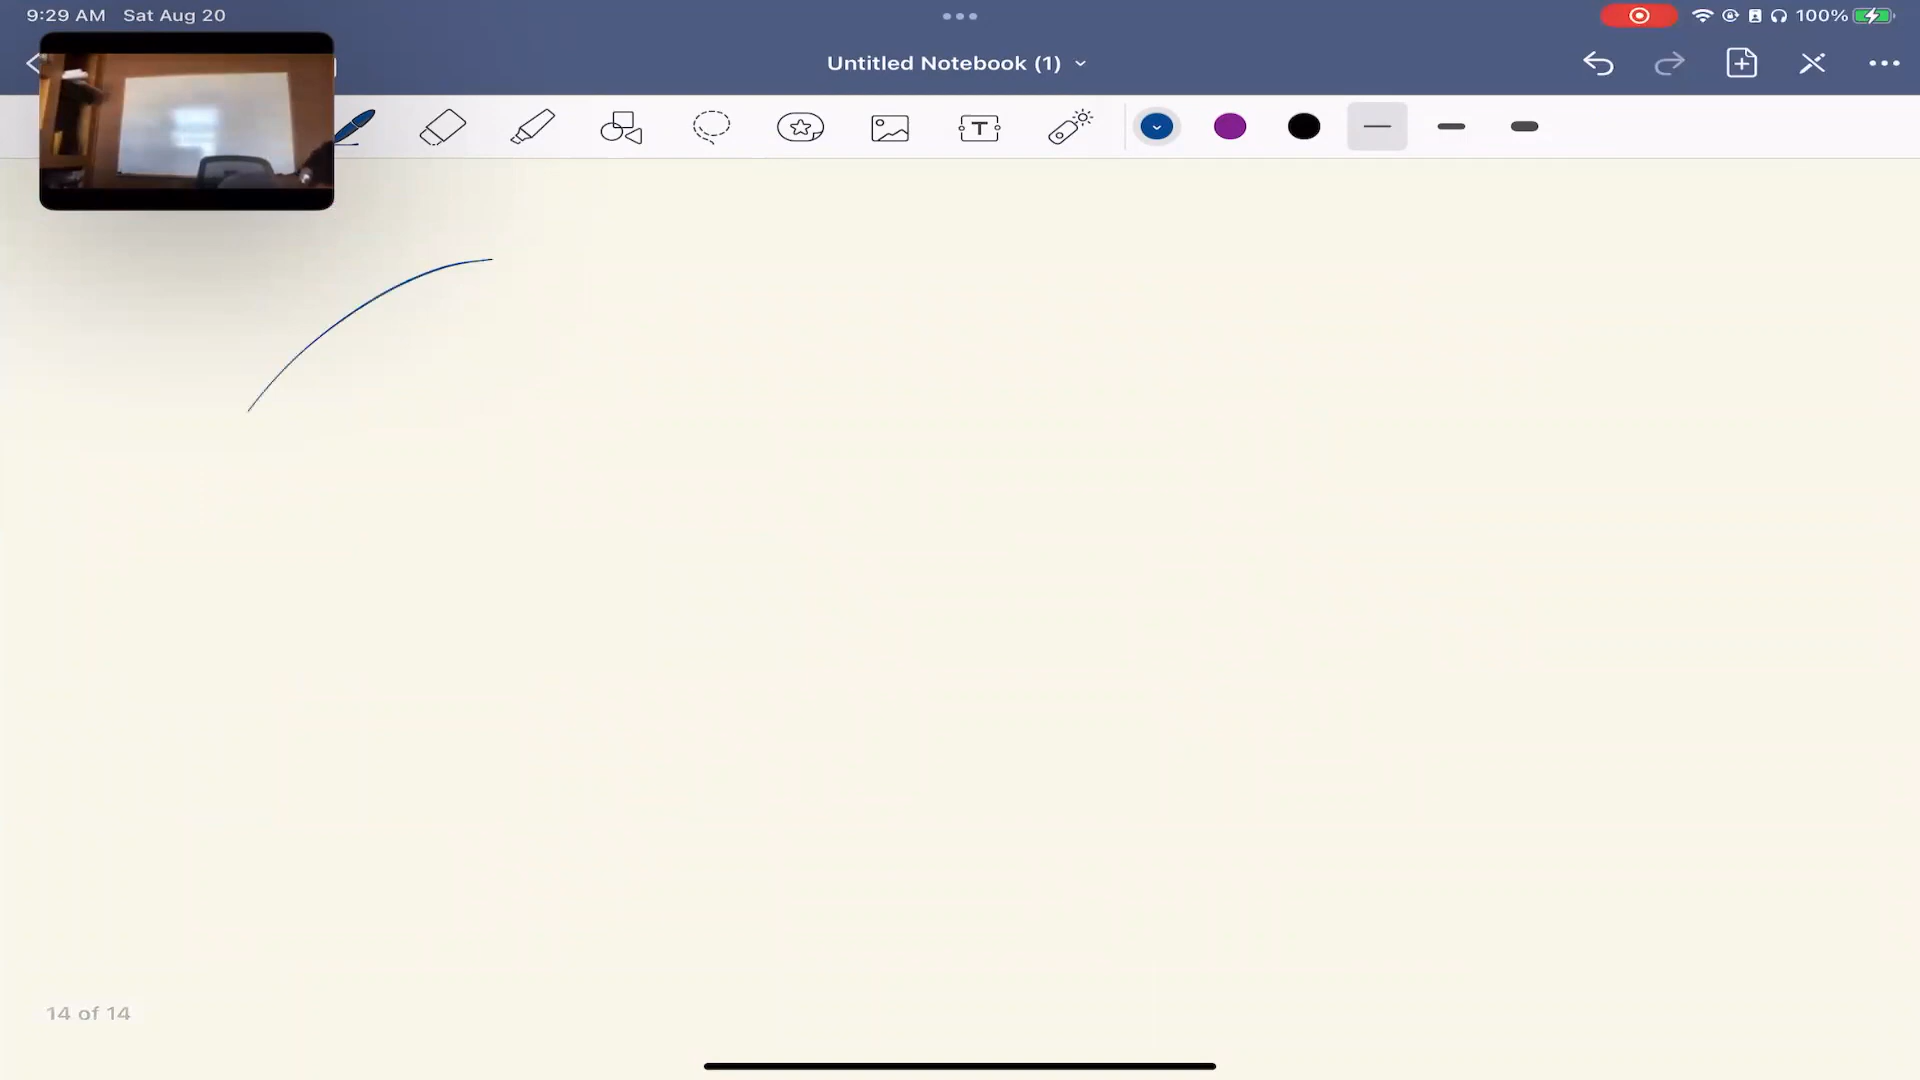 9:29 AM Sat Aug 20
100%
Untitled Notebook (1)
T
14 of 14